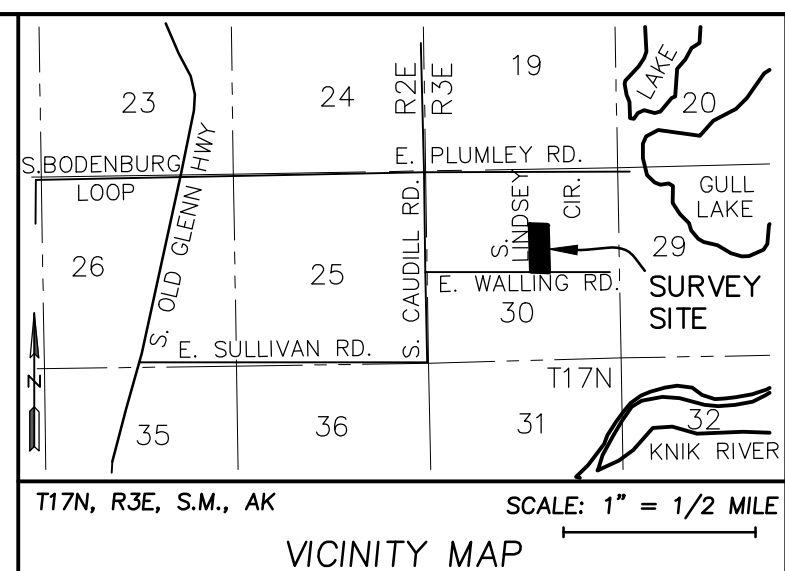 23
24
R2E
R3E
19
LAKE
20
S.BODENBURG
LOOP
S. OLD GLENN HWY
E. PLUMLEY RD.
GULL
LAKE
S. LINDSEY CIR.
26
25
S. CAUDILL RD.
29
E. WALLING RD.
30
SURVEY
SITE
N
E. SULLIVAN RD.
T17N
35
36
31
32
KNIK RIVER
T17N, R3E, S.M., AK
SCALE: 1" = 1/2 MILE
VICINITY MAP